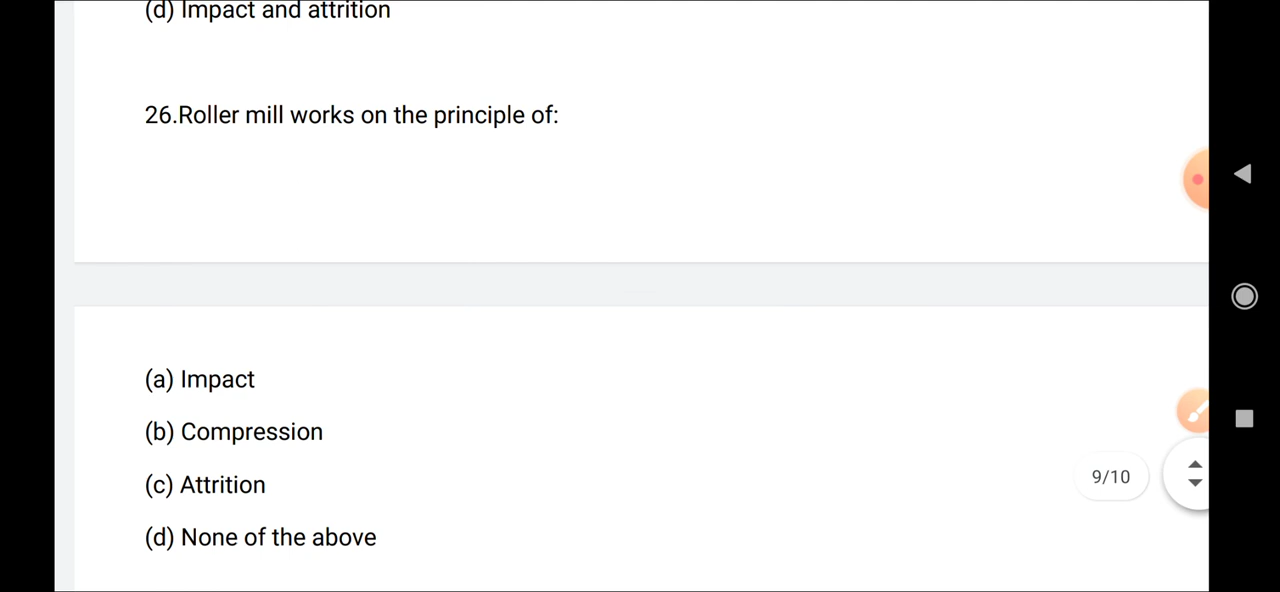 (d) Impact and attrition
26.Roller mill works on the principle of:
(a) Impact
(b) Compression
(c) Attrition
9/10
(d) None of the above